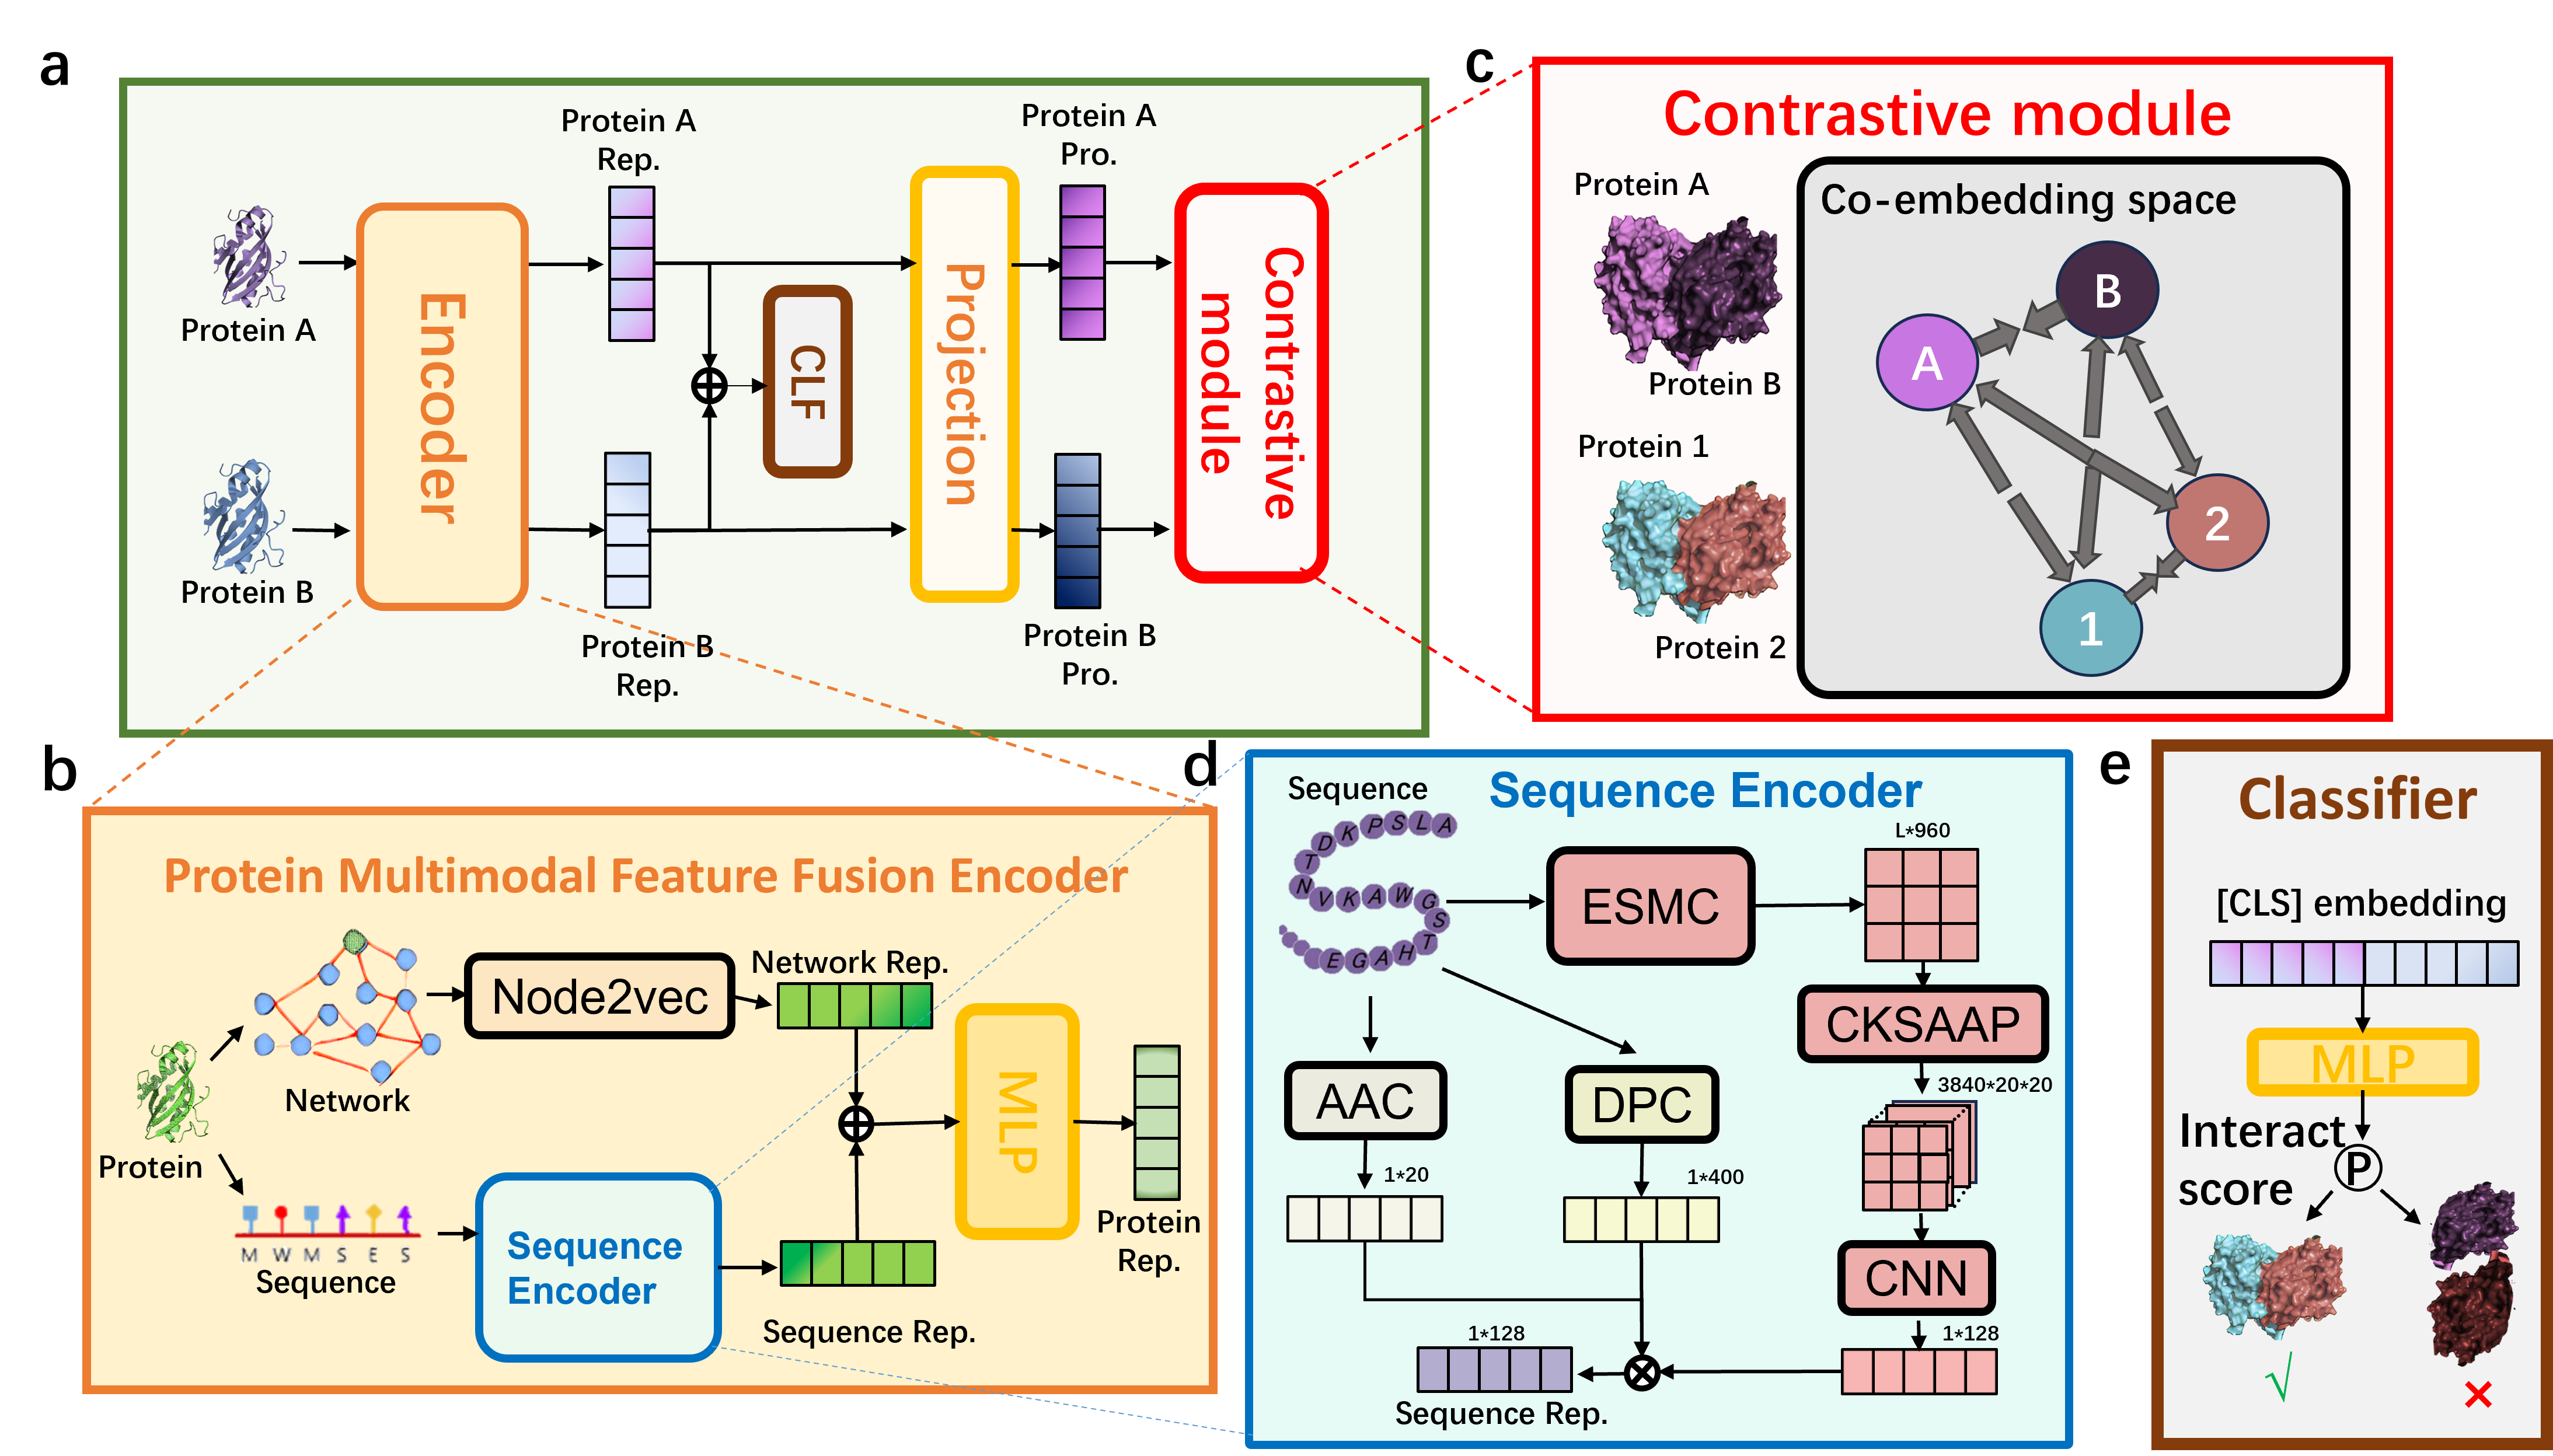 a
Protein A
Protein B
Encoder
Protein A
Rep.
Protein B
Rep.
CLF
Projection
Protein A
Pro.
Protein B
Pro.
Contrastive
module
c
Contrastive module
Protein A
Protein B
Protein 1
Protein 2
Co-embedding space
B
A
2
1
b
Protein Multimodal Feature Fusion Encoder
Protein
Network
Node2vec
Network Rep.
M W M S E S
Sequence
Sequence
Encoder
Sequence Rep.
MLP
Protein
Rep.
d
Sequence Encoder
Sequence
A L S P K D T N V K A W G S T H A G E
ESMC
L*960
CKSAAP
3840*20*20
CNN
1*128
AAC
1*20
DPC
1*400
1*128
Sequence Rep.
e
Classifier
[CLS] embedding
MLP
Interact
score
P